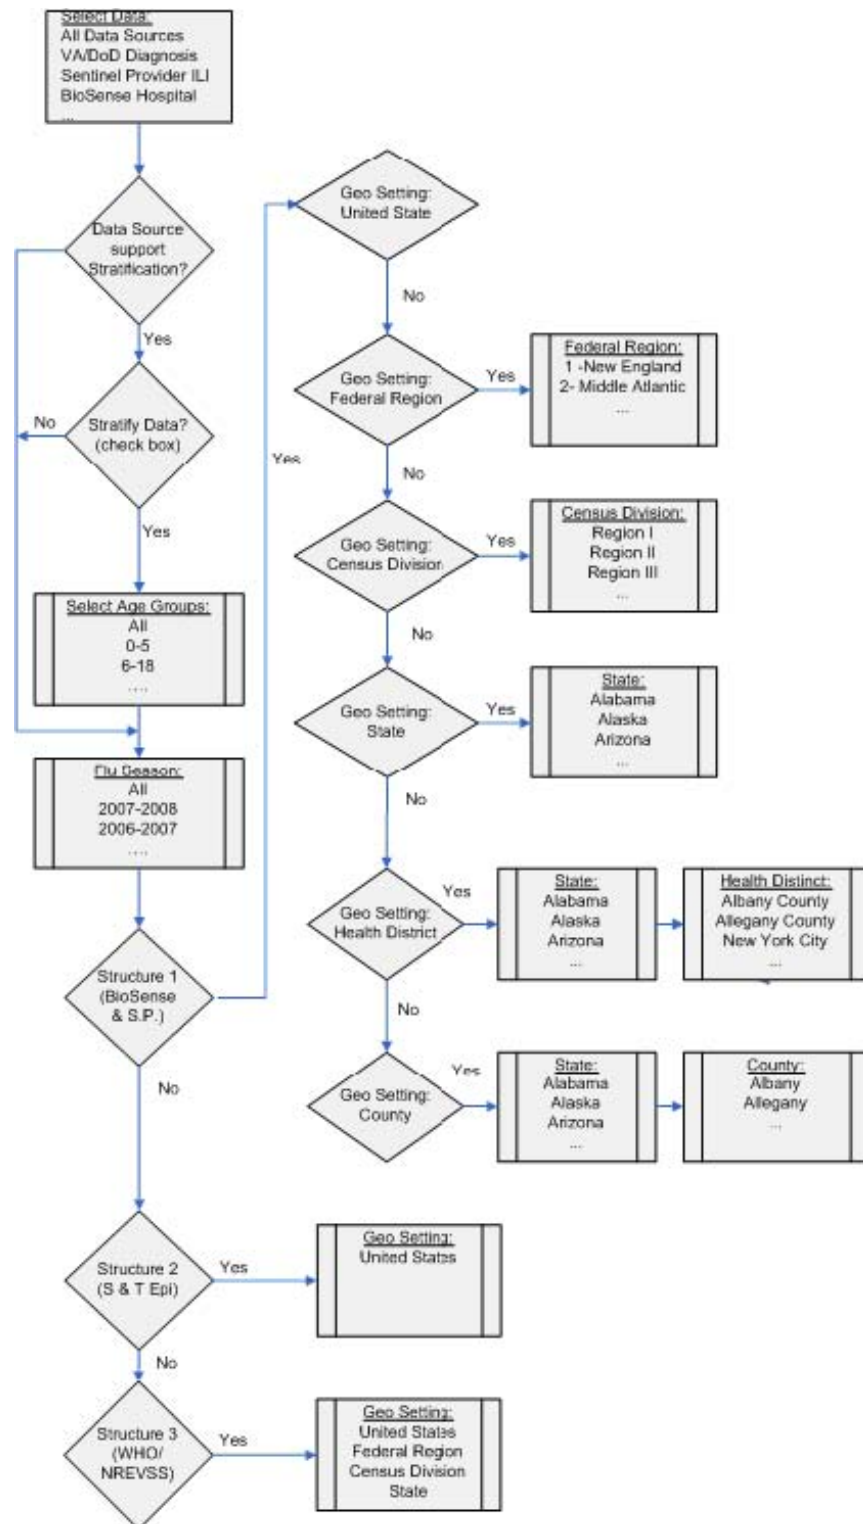 Select Data:
All Data Sources
VA/DoD Diagnosis
Sentinel Provider ILI
BioSense Hospital
...
Data Source
support
Stratification?
Yes
Stratify Data?
(check box)
No
Yes
Select Age Groups:
All
0-5
6-18
....
Flu Season:
All
2007-2008
2006-2007
....
Structure 1
(BioSense
& S.P.)
Yes
No
Structure 2
(S & T Epi)
Yes
Geo Setting:
United States
No
Structure 3
(WHO/
NREVSS)
Yes
Geo Setting:
United States
Federal Region
Census Division
State
Geo Setting:
United State
No
Geo Setting:
Federal Region
Yes
Federal Region:
1 -New England
2- Middle Atlantic
...
No
Geo Setting:
Census Division
Yes
Census Division:
Region I
Region II
Region III
...
No
Geo Setting:
State
Yes
State:
Alabama
Alaska
Arizona
...
No
Geo Setting:
Health District
Yes
State:
Alabama
Alaska
Arizona
...
Health Distinct:
Albany County
Allegany County
New York City
...
No
Geo Setting:
County
Yes
State:
Alabama
Alaska
Arizona
...
County:
Albany
Allegany
...